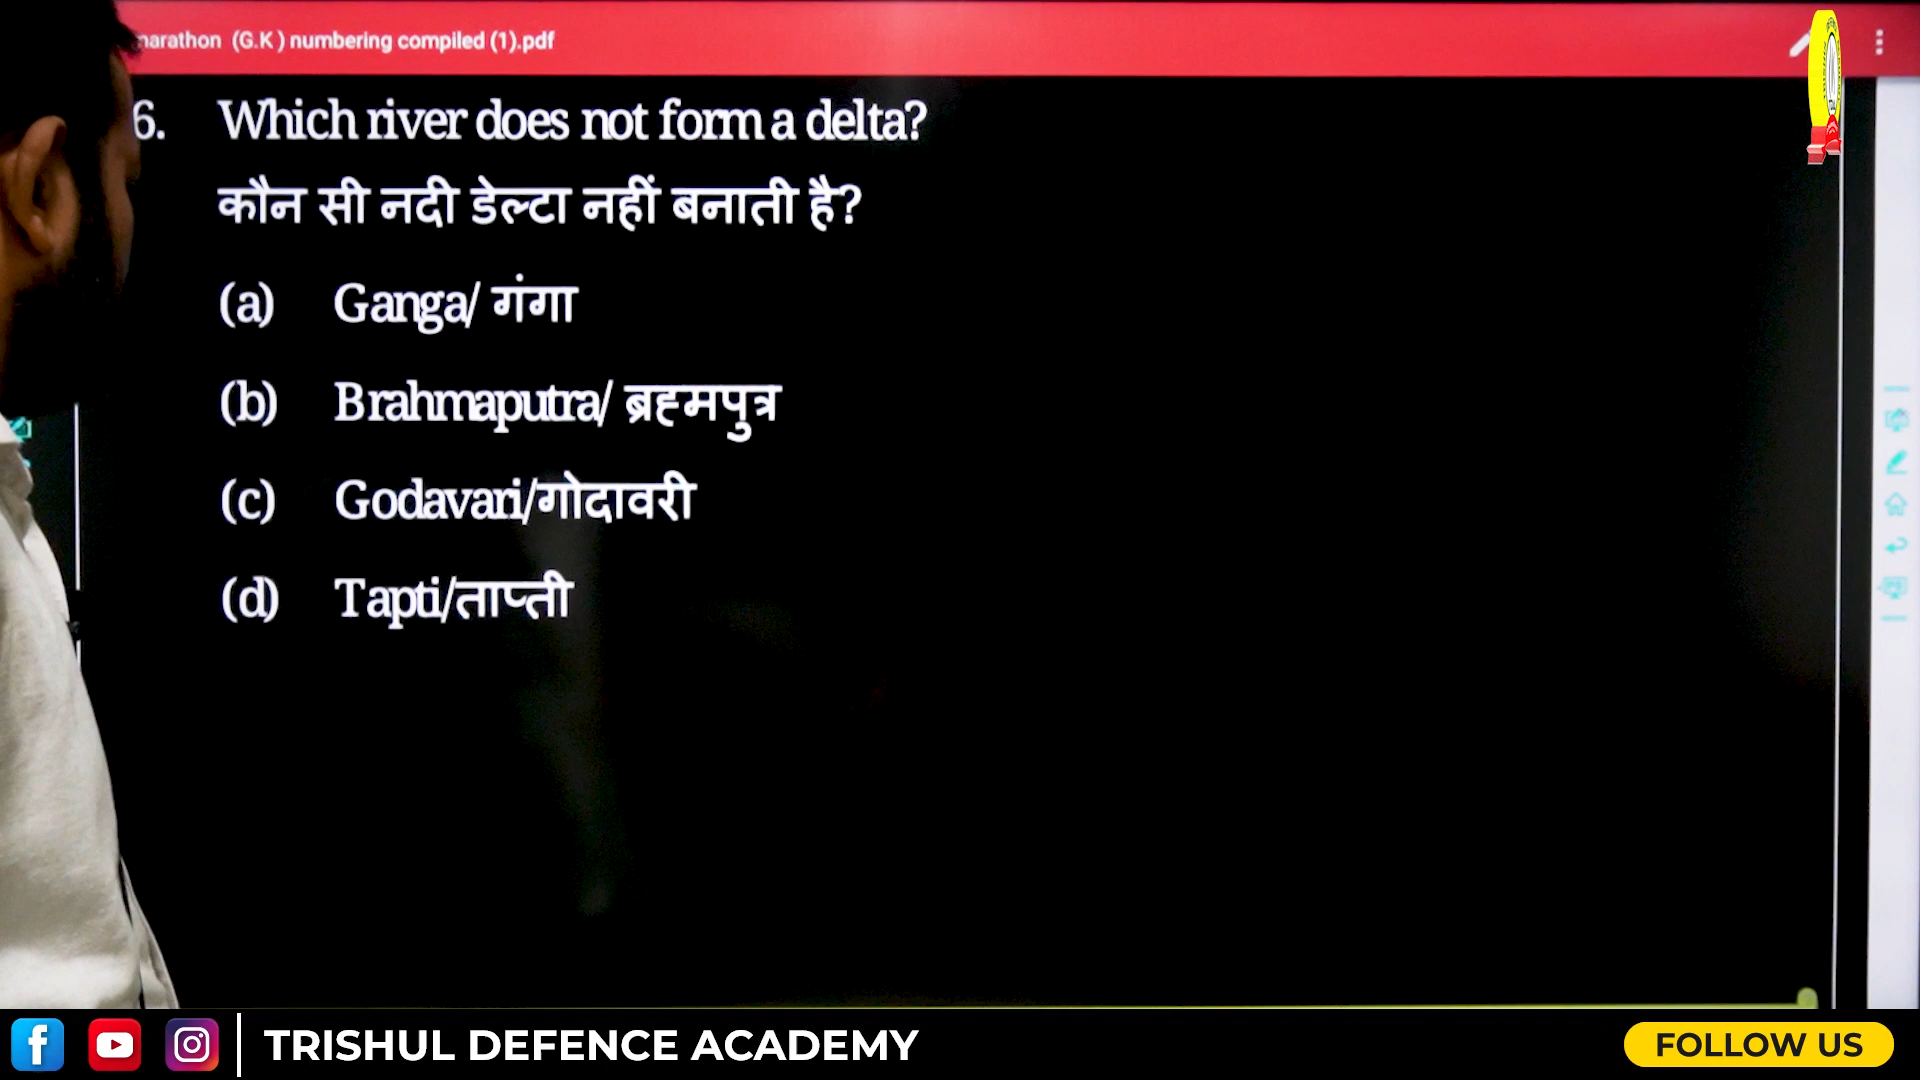 marathon (G.K) numbering compiled (1).pdf
6. Which river does not form a delta?
कौन सी नदी डेल्टा नहीं बनाती है?
(a) Ganga/ गंगा
(b) Brahmaputra/ ब्रह्मपुत्र
(c) Godavari/गोदावरी
(d) Tapti/ताप्ती
TRISHUL DEFENCE ACADEMY
FOLLOW US